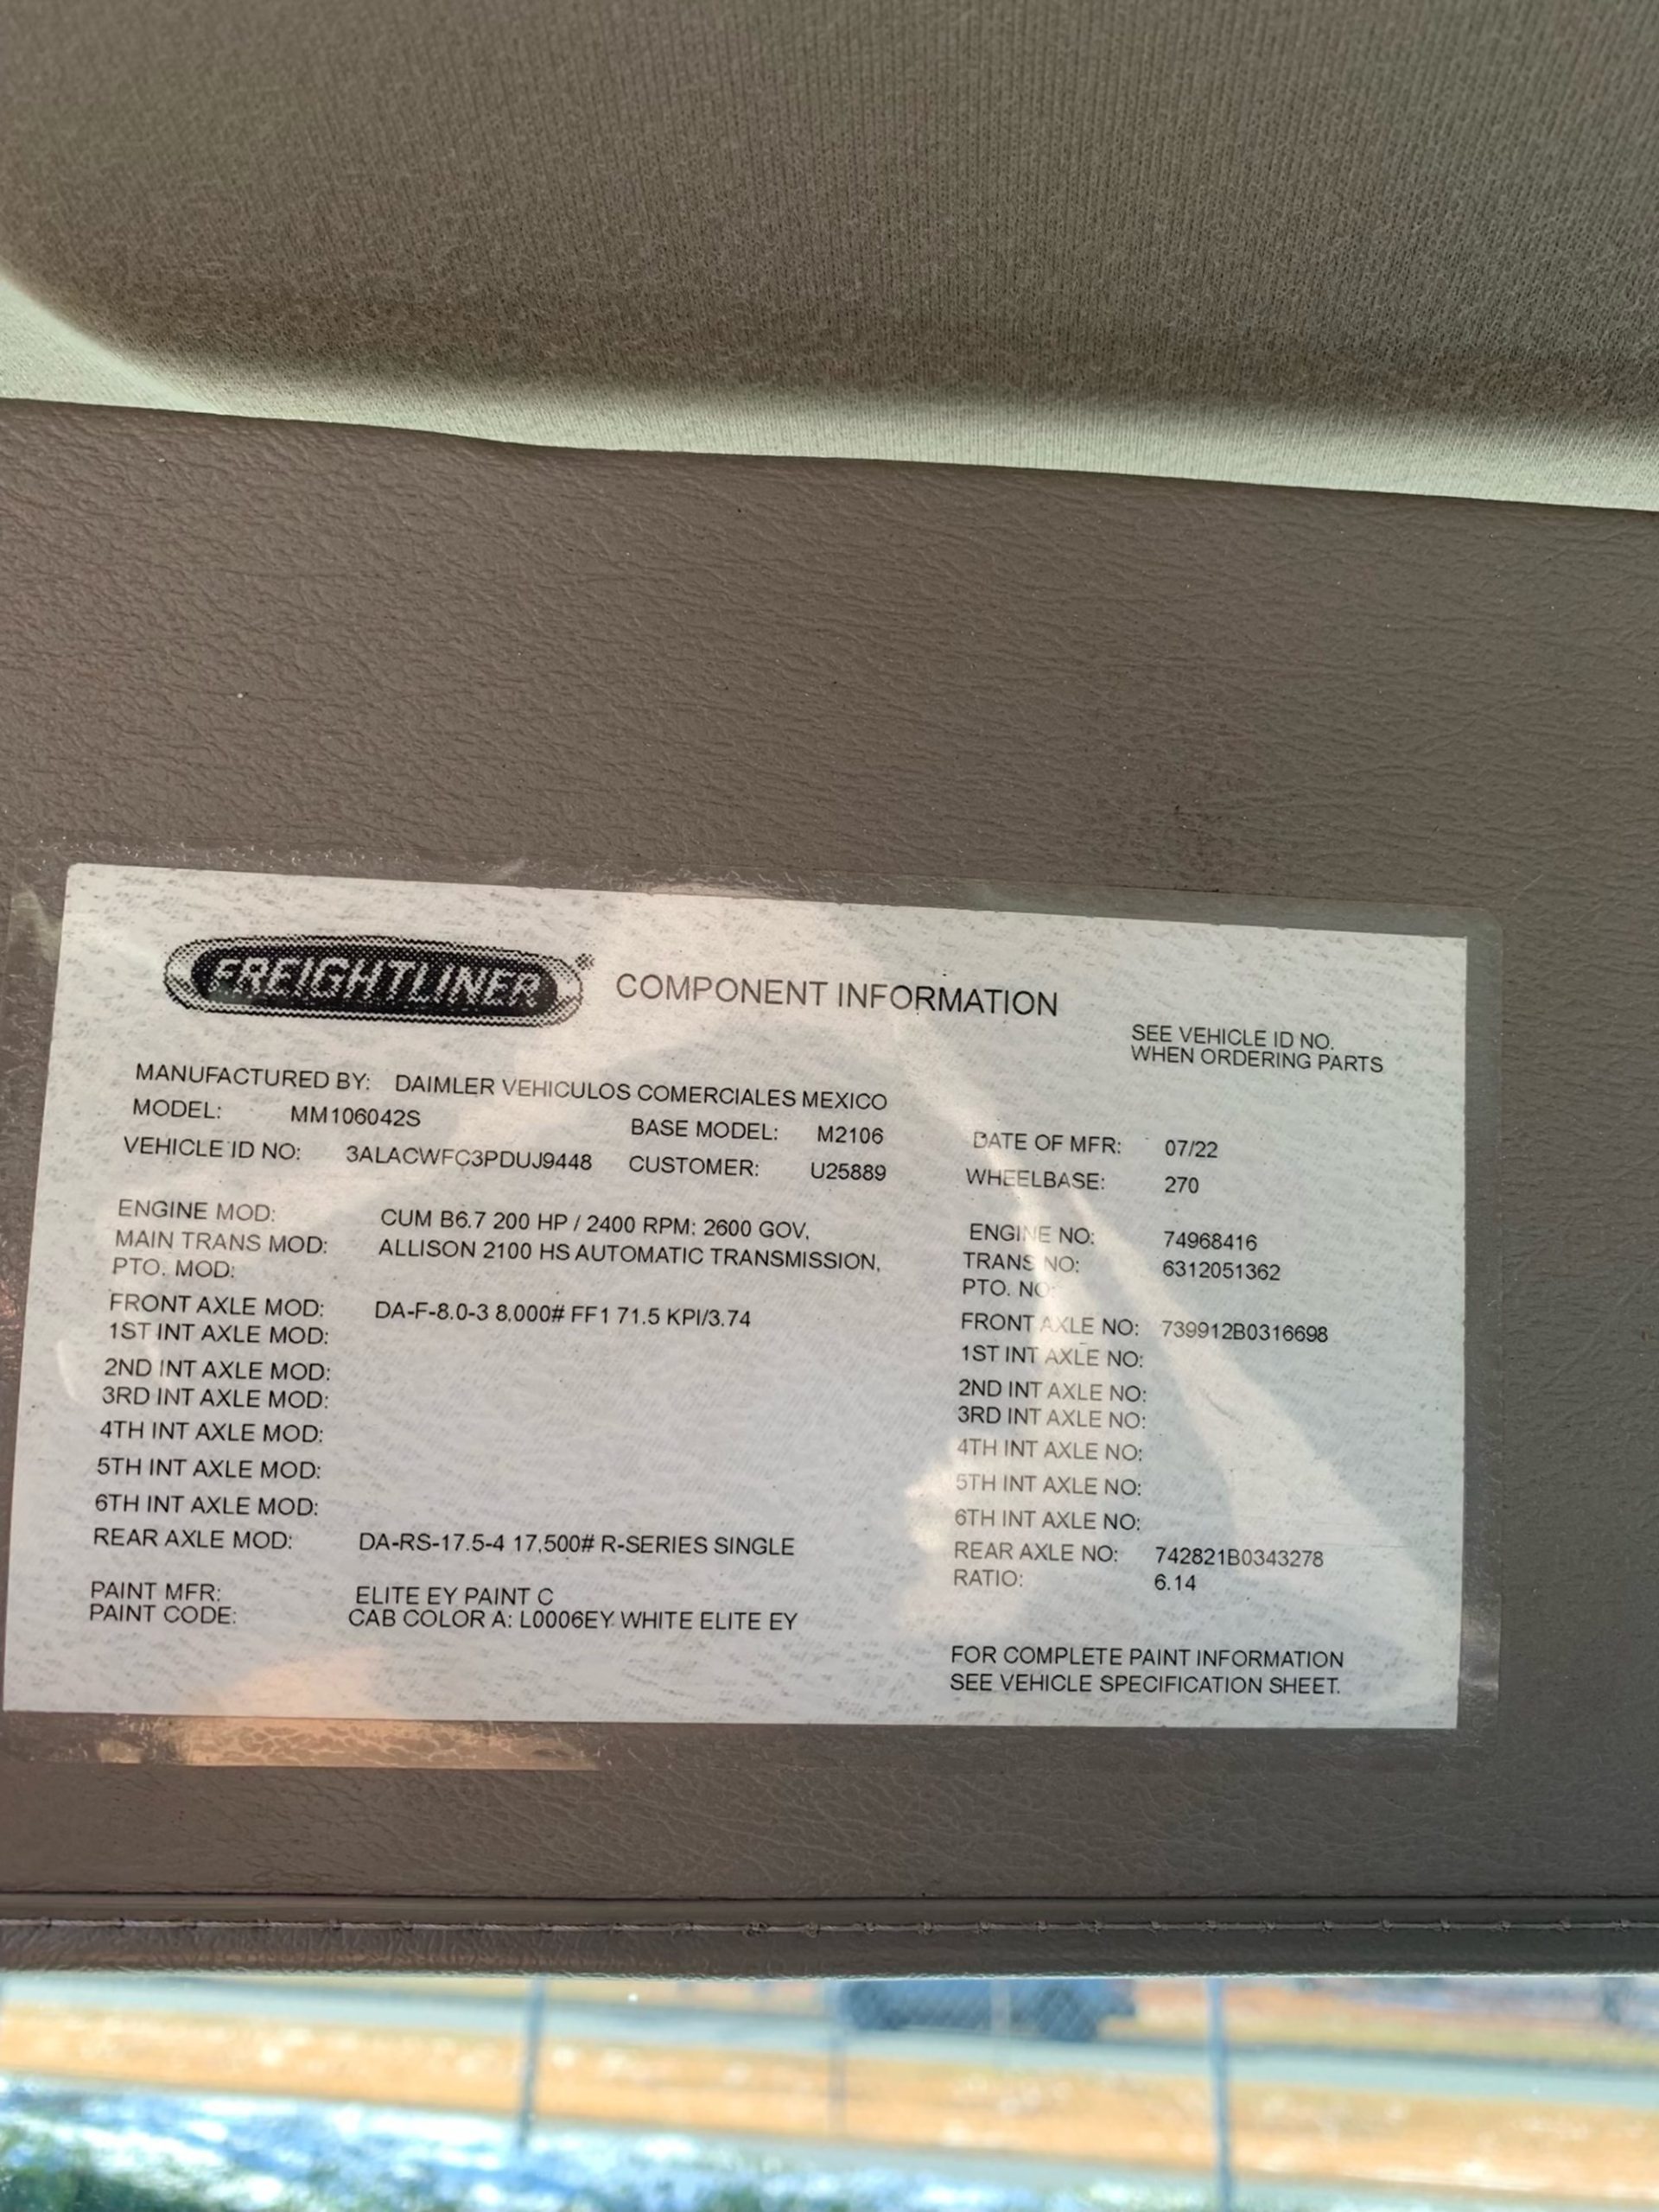 FREIGHTLINER® COMPONENT INFORMATION
SEE VEHICLE ID NO.
WHEN ORDERING PARTS
MANUFACTURED BY: DAIMLER VEHICULOS COMERCIALES MEXICO
MODEL: MM106042S BASE MODEL: M2106 DATE OF MFR: 07/22
VEHICLE ID NO: 3ALACWFC3PDUJ9448 CUSTOMER: U25889 WHEELBASE: 270
ENGINE MOD: CUM B6.7 200 HP / 2400 RPM: 2600 GOV, ENGINE NO: 74968416
MAIN TRANS MOD: ALLISON 2100 HS AUTOMATIC TRANSMISSION, TRANS NO: 6312051362
PTO. MOD: PTO. NO
FRONT AXLE MOD: DA-F-8.0-3 8,000# FF1 71.5 KPI/3.74 FRONT AXLE NO: 739912B0316698
1ST INT AXLE MOD: 1ST INT AXLE NO:
2ND INT AXLE MOD: 2ND INT AXLE NO:
3RD INT AXLE MOD: 3RD INT AXLE NO:
4TH INT AXLE MOD: 4TH INT AXLE NO:
5TH INT AXLE MOD: 5TH INT AXLE NO:
6TH INT AXLE MOD: 6TH INT AXLE NO:
REAR AXLE MOD: DA-RS-17.5-4 17,500# R-SERIES SINGLE REAR AXLE NO: 742821B0343278
RATIO: 6.14
PAINT MFR: ELITE EY PAINT C
PAINT CODE: CAB COLOR A: L0006EY WHITE ELITE EY
FOR COMPLETE PAINT INFORMATION
SEE VEHICLE SPECIFICATION SHEET.